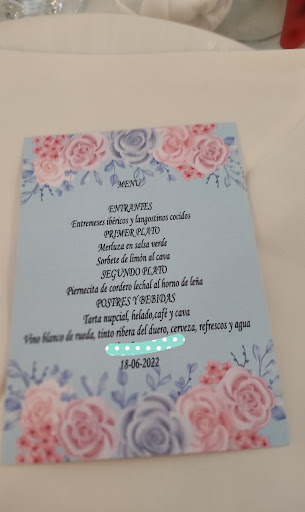 MENU
ENTRANTES
Entreneses ibéricos y langostinos cocidos
PRIMER PLATO
Merluza en salsa verde
Sorbete de limón al cava
SEGUNDO PLATO
Piernecita de cordero lechal al horno de leña
POSTRES Y BEBIDAS
Tarta nupcial, helado,café y cava
Vino blanco de rueda, tinto ribera del duero, cerveza, refrescos y agua
18-06-2022